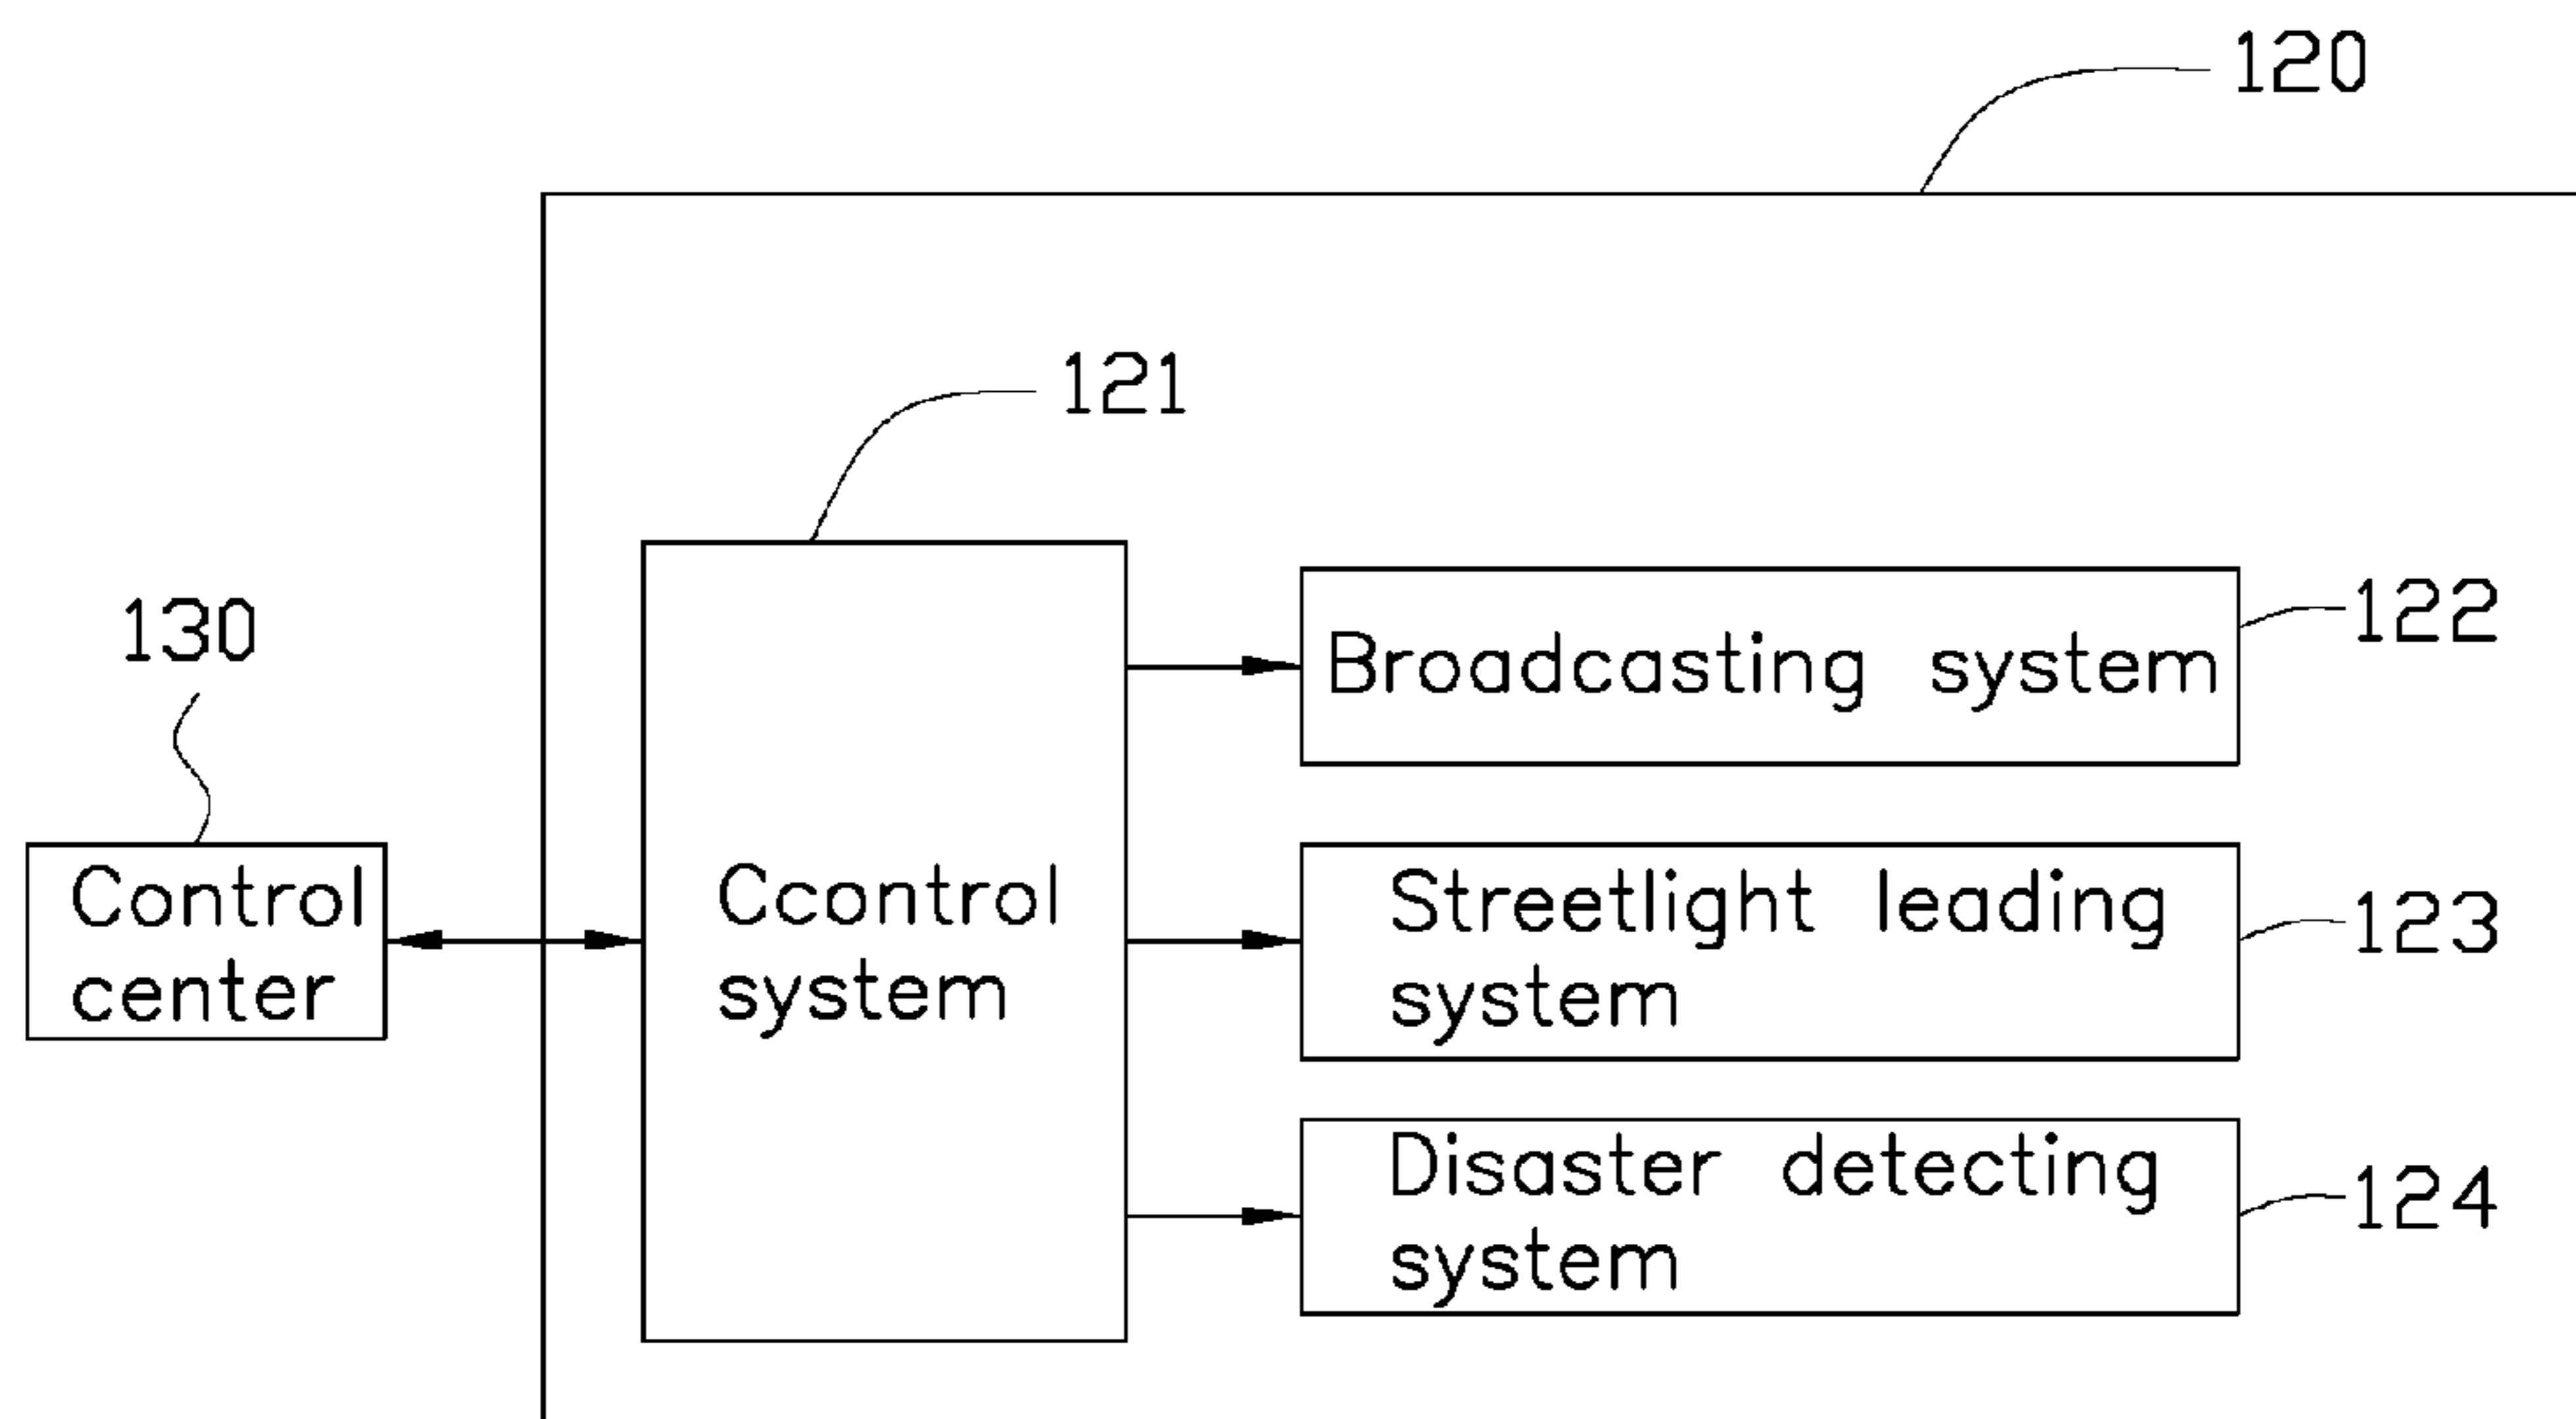 120
121
130
122
Broadcasting system
Control
center
Ccontrol
system
Streetlight leading
system
123
Disaster detecting
system
124